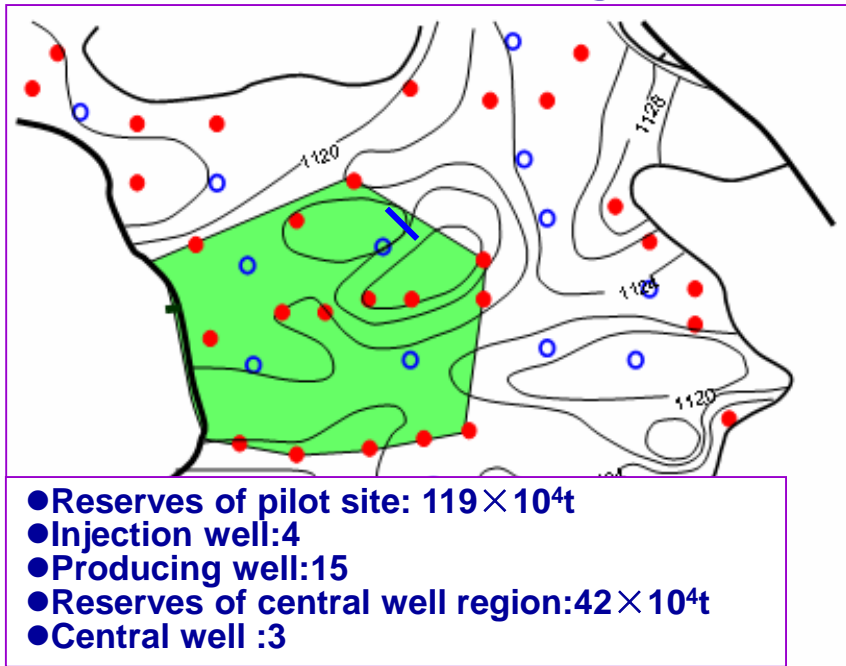 1120
1128
1124
1120
●Reserves of pilot site: 119×10⁴t
●Injection well:4
●Producing well:15
●Reserves of central well region:42×10⁴t
●Central well :3